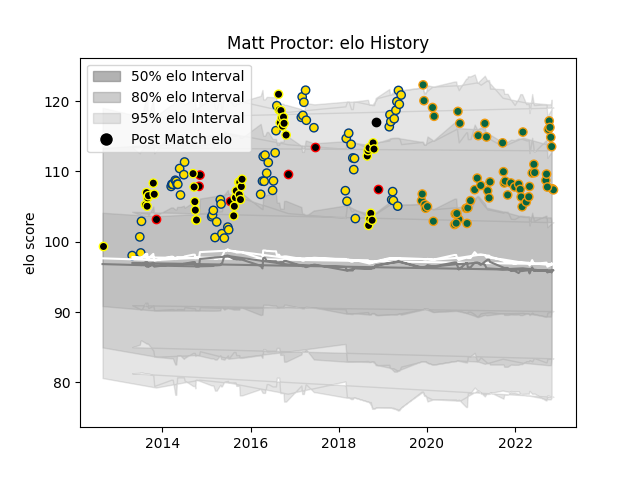 Matt Proctor: elo History
50% elo Interval
80% elo Interval
95% elo Interval
Post Match elo
elo score
120
110
100
90
80
2014 2016 2018 2020 2022